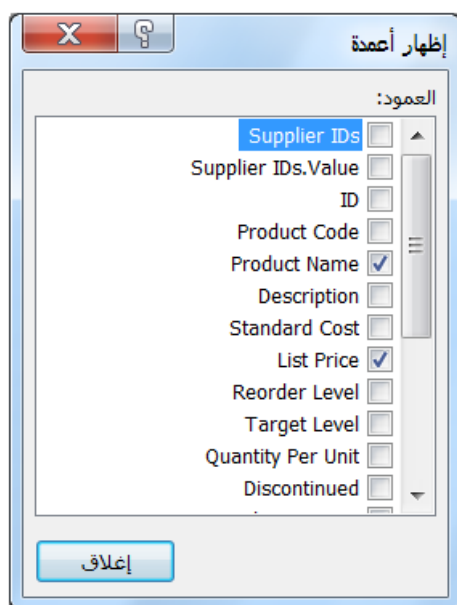 إظهار أعمدة
العمود:
Supplier IDs
Supplier IDs.Value
ID
Product Code
Product Name
Description
Standard Cost
List Price
Reorder Level
Target Level
Quantity Per Unit
Discontinued
إغلاق